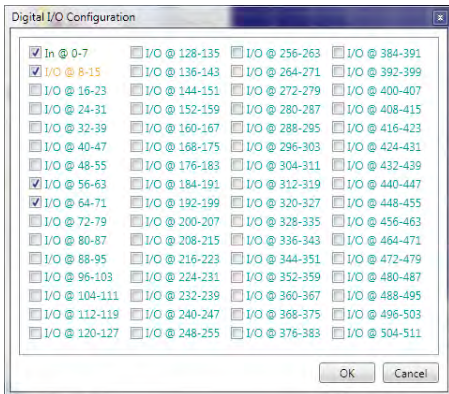 Digital I/O Configuration
In @ 0-7 I/O @ 128-135 I/O @ 256-263 I/O @ 384-391
I/O @ 8-15 I/O @ 136-143 I/O @ 264-271 I/O @ 392-399
I/O @ 16-23 I/O @ 144-151 I/O @ 272-279 I/O @ 400-407
I/O @ 24-31 I/O @ 152-159 I/O @ 280-287 I/O @ 408-415
I/O @ 32-39 I/O @ 160-167 I/O @ 288-295 I/O @ 416-423
I/O @ 40-47 I/O @ 168-175 I/O @ 296-303 I/O @ 424-431
I/O @ 48-55 I/O @ 176-183 I/O @ 304-311 I/O @ 432-439
I/O @ 56-63 I/O @ 184-191 I/O @ 312-319 I/O @ 440-447
I/O @ 64-71 I/O @ 192-199 I/O @ 320-327 I/O @ 448-455
I/O @ 72-79 I/O @ 200-207 I/O @ 328-335 I/O @ 456-463
I/O @ 80-87 I/O @ 208-215 I/O @ 336-343 I/O @ 464-471
I/O @ 88-95 I/O @ 216-223 I/O @ 344-351 I/O @ 472-479
I/O @ 96-103 I/O @ 224-231 I/O @ 352-359 I/O @ 480-487
I/O @ 104-111 I/O @ 232-239 I/O @ 360-367 I/O @ 488-495
I/O @ 112-119 I/O @ 240-247 I/O @ 368-375 I/O @ 496-503
I/O @ 120-127 I/O @ 248-255 I/O @ 376-383 I/O @ 504-511
OK Cancel